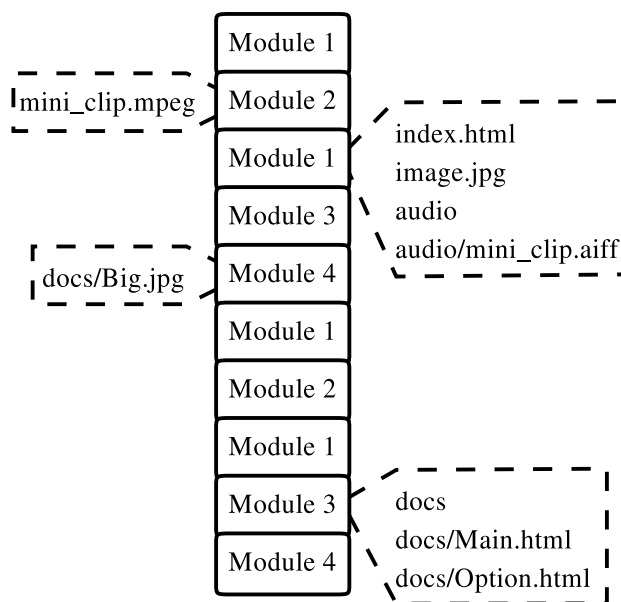 Module 1
mini_clip.mpeg
Module 2
Module 1
index.html
image.jpg
audio
audio/mini_clip.aiff
Module 3
docs/Big.jpg
Module 4
Module 1
Module 2
Module 1
Module 3
docs
docs/Main.html
docs/Option.html
Module 4